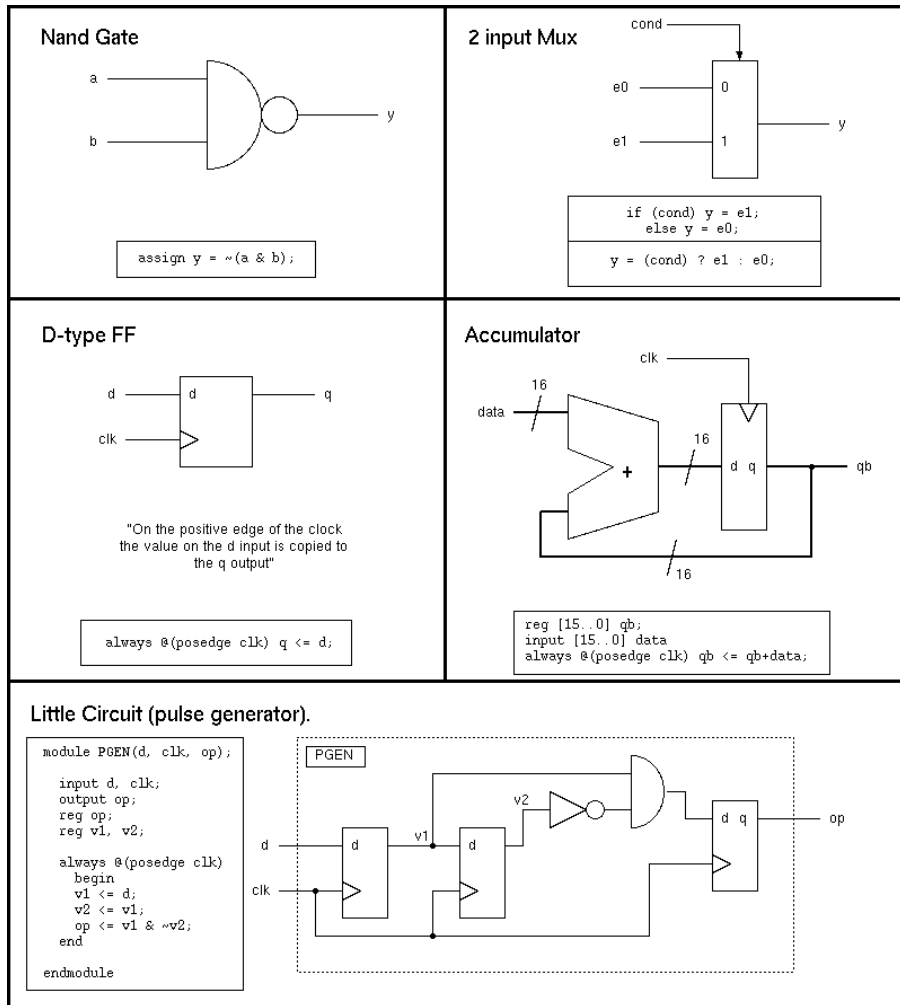 Nand Gate
a
b
y
assign y = ~(a & b);
2 input Mux
cond
e0
0
e1
1
y
if (cond) y = e1;
else y = e0;
y = (cond) ? e1 : e0;
D-type FF
d
d
q
clk
"On the positive edge of the clock
the value on the d input is copied to
the q output"
always @(posedge clk) q <= d;
Accumulator
clk
16
data
16
+
d q
qb
16
reg [15..0] qb;
input [15..0] data
always @(posedge clk) qb <= qb+data;
Little Circuit (pulse generator).
module PGEN(d, clk, op);
input d, clk;
output op;
reg op;
reg v1, v2;
always @(posedge clk)
begin
v1 <= d;
v2 <= v1;
op <= v1 & ~v2;
end
endmodule
PGEN
v2
d q
op
v1
d
d
d
clk